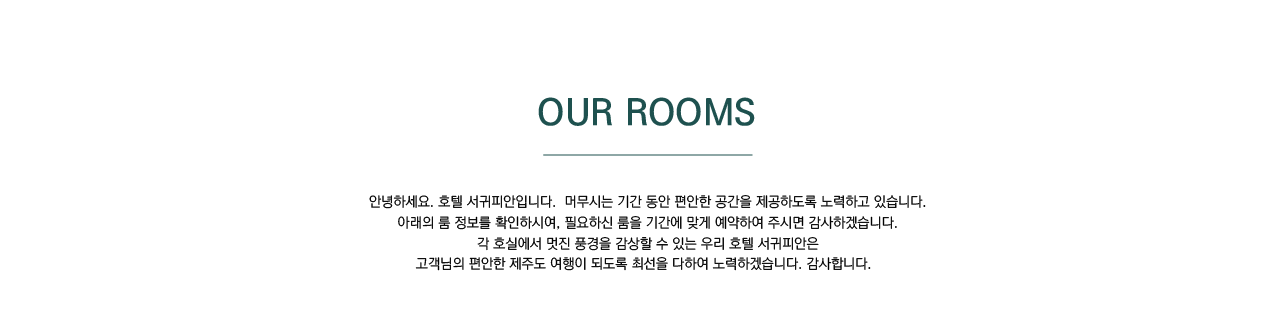 OUR ROOMS
안녕하세요. 호텔 서귀피안입니다. 머무시는 기간 동안 편안한 공간을 제공하도록 노력하고 있습니다.
아래의 룸 정보를 확인하시여, 필요하신 룸을 기간에 맞게 예약하여 주시면 감사하겠습니다.
각 호실에서 멋진 풍경을 감상할 수 있는 우리 호텔 서귀피안은
고객님의 편안한 제주도 여행이 되도록 최선을 다하여 노력하겠습니다. 감사합니다.